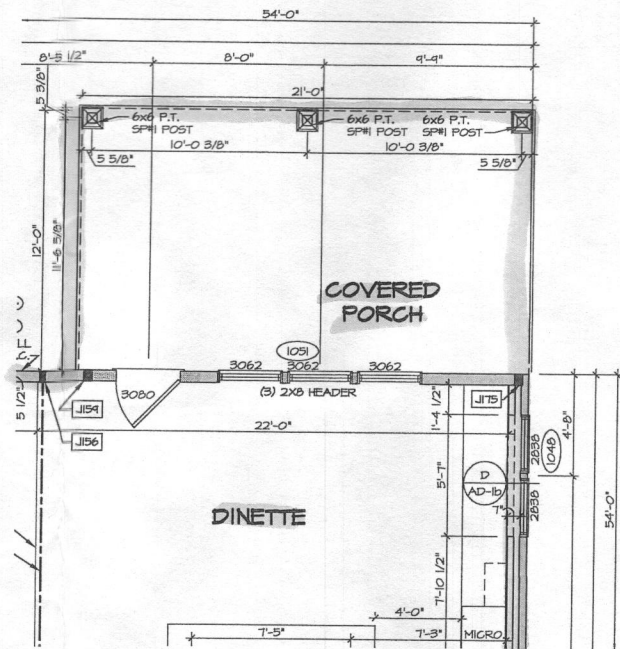 54'-0"
8'-5 1/2"
8'-0"
9'-9"
5 3/8"
21'-0"
6x6 P.T.
SP#1 POST
6x6 P.T.
SP#1 POST
6x6 P.T.
SP#1 POST
10'-0 3/8"
10'-0 3/8"
5 5/8"
5 5/8"
12'-0"
11'-6 5/8"
COVERED
PORCH
1051
3062
3062
3062
(3) 2X8 HEADER
3080
J159
J156
J175
5 1/2"
22'-0"
1'-4 1/2"
5'-7"
7'-10 1/2"
D
AD-1b
7"
2838
2838
1048
4'-8"
54'-0"
DINETTE
4'-0"
7'-5"
7'-3"
MICRO.